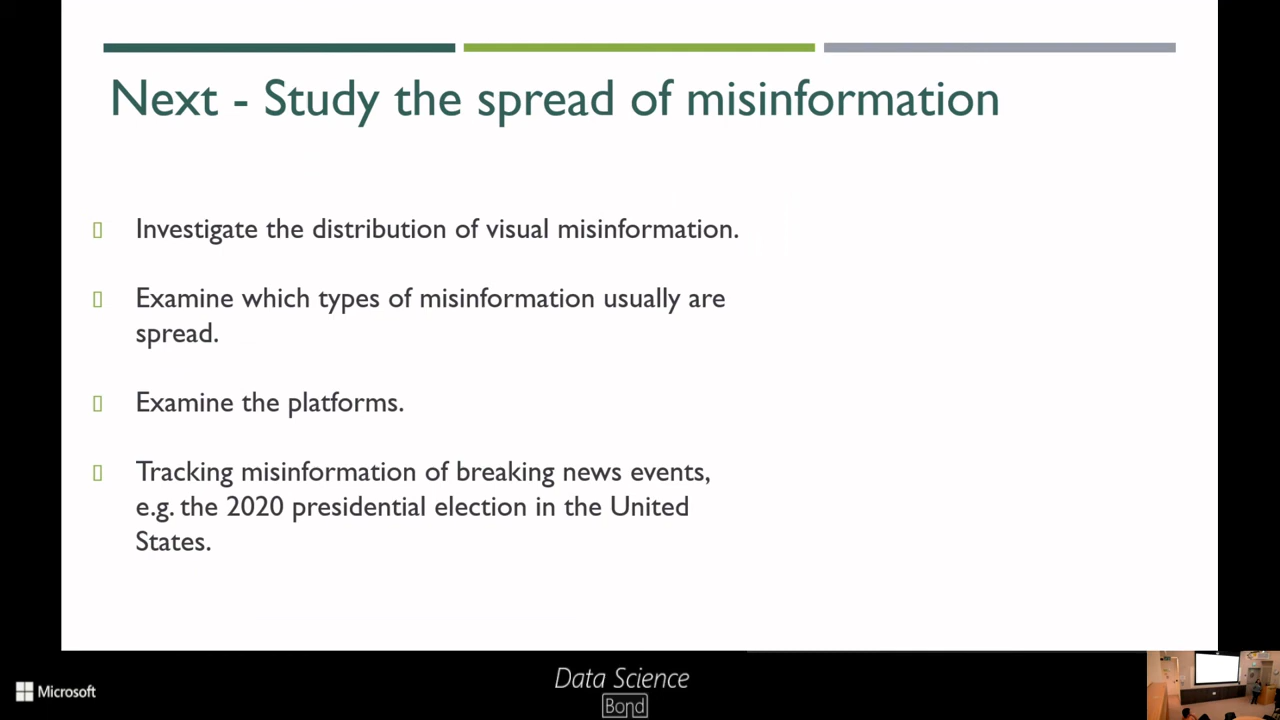 Next - Study the spread of misinformation
Investigate the distribution of visual misinformation.
Examine which types of misinformation usually are
spread.
Examine the platforms.
Tracking misinformation of breaking news events,
e.g. the 2020 presidential election in the United
States.
Microsoft
Data Science
Bond